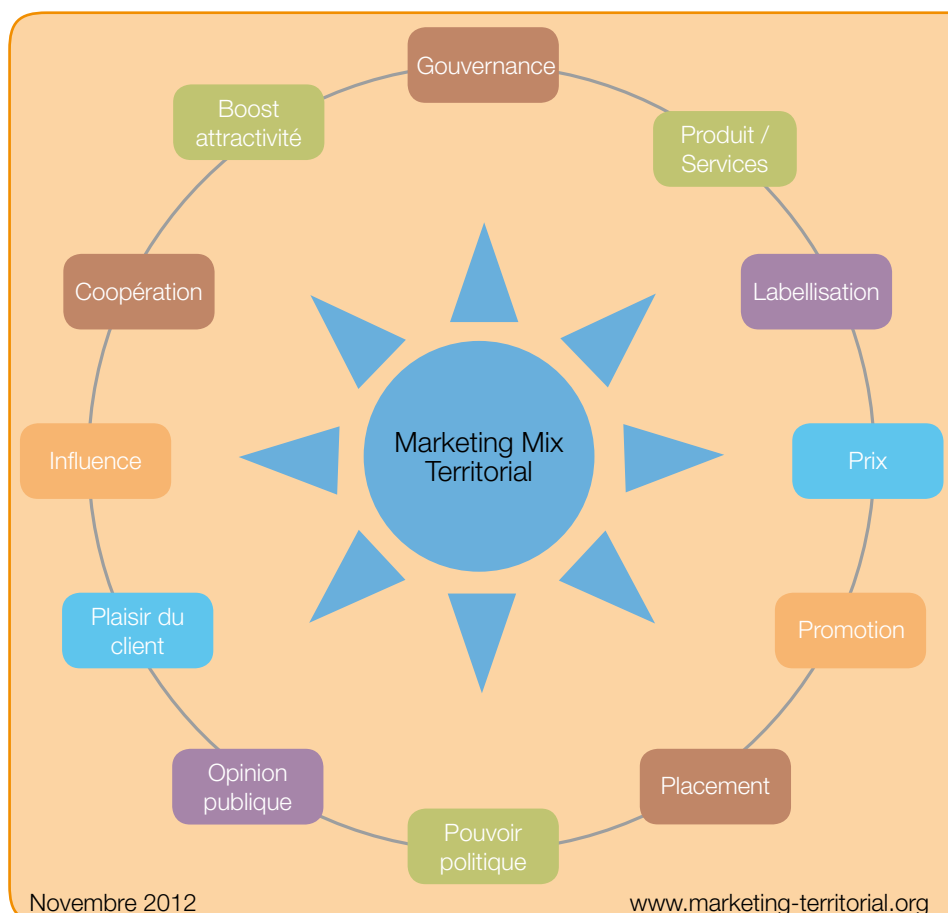 Gouvernance
Boost
attractivité
Produit /
Services
Coopération
Labellisation
Marketing Mix
Territorial
Influence
Prix
Plaisir du
client
Promotion
Opinion
publique
Placement
Pouvoir
politique
Novembre 2012
www.marketing-territorial.org